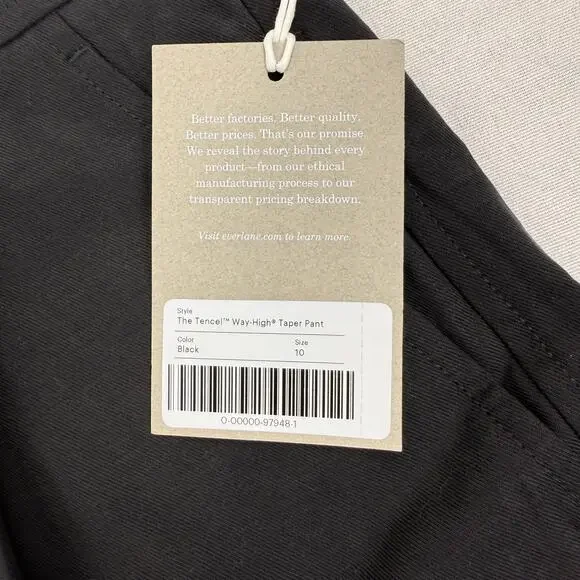 Better factories. Better quality.
Better prices. That's our promise.
We reveal the story behind every
product—from our ethical
manufacturing process to our
transparent pricing breakdown.
Visit everlane.com to learn more.
Style
The Tencel™ Way-High® Taper Pant
Color
Black
Size
10
0-00000-97948-1